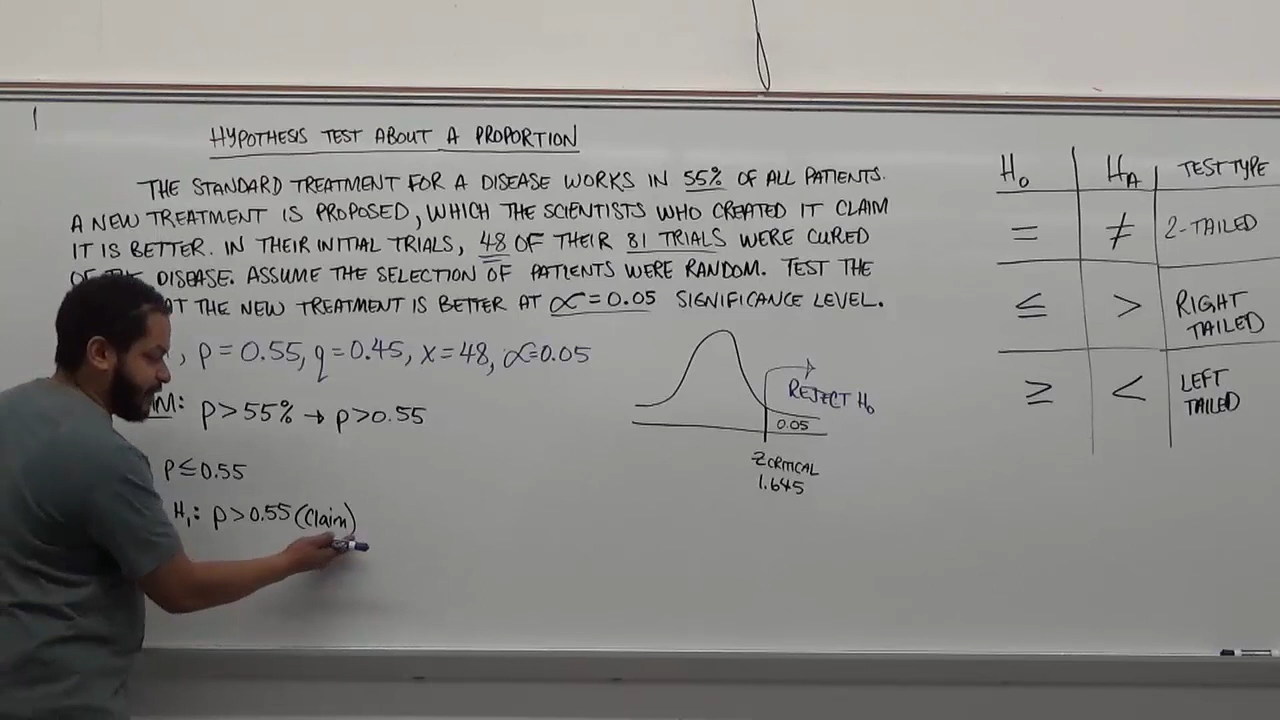 HYPOTHESIS TEST ABOUT A PROPORTION
THE STANDARD TREATMENT FOR A DISEASE WORKS IN 55% OF ALL PATIENTS.
A NEW TREATMENT IS PROPOSED, WHICH THE SCIENTISTS WHO CREATED IT CLAIM
IT IS BETTER. IN THEIR INITIAL TRIALS, 48 OF THEIR 81 TRIALS WERE CURED
DISEASE. ASSUME THE SELECTION OF PATIENTS WERE RANDOM. TEST THE
THE NEW TREATMENT IS BETTER AT α=0.05 SIGNIFICANCE LEVEL.
, p = 0.55, q = 0.45, x = 48, α=0.05
p > 55% → p > 0.55
p ≤ 0.55
H₁: p > 0.55 (Claim)
REJECT H₀
0.05
Z CRITICAL
1.645
H₀ H_A TEST TYPE
= ≠ 2-TAILED
≤ > RIGHT TAILED
≥ < LEFT TAILED